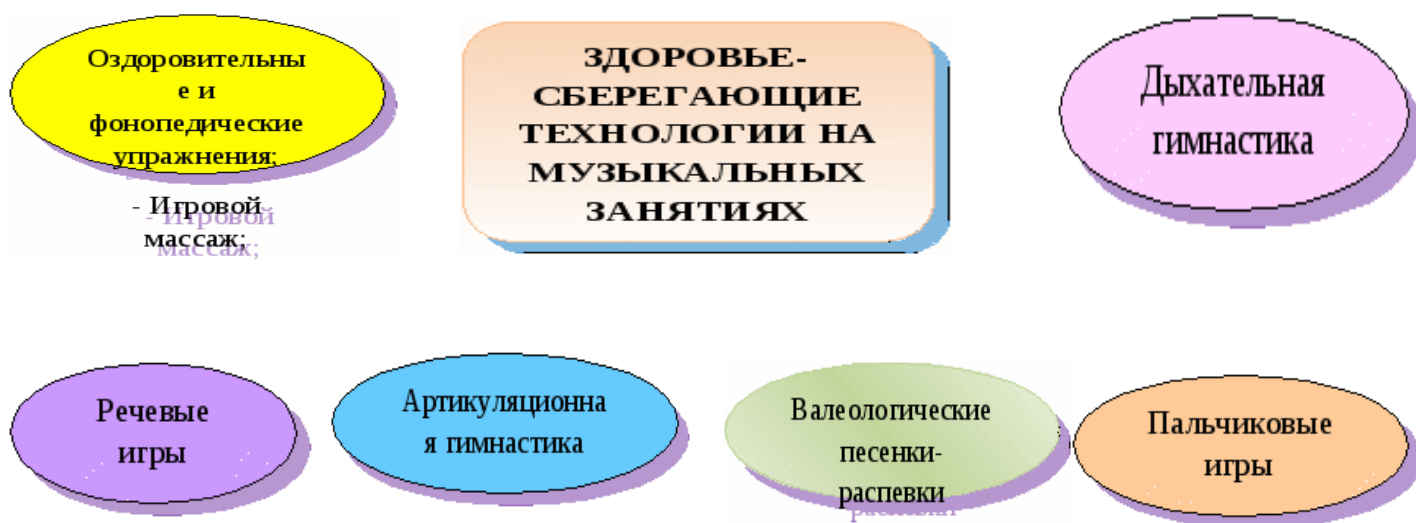 Оздоровительны
е и
фонопедические
упражнения;
- Игровой
массаж;
ЗДОРОВЬЕ-
СБЕРЕГАЮЩИЕ
ТЕХНОЛОГИИ НА
МУЗЫКАЛЬНЫХ
ЗАНЯТИЯХ
Дыхательная
гимнастика
Речевые
игры
Артикуляционна
я гимнастика
Валеологические
песенки-
распевки
Пальчиковые
игры